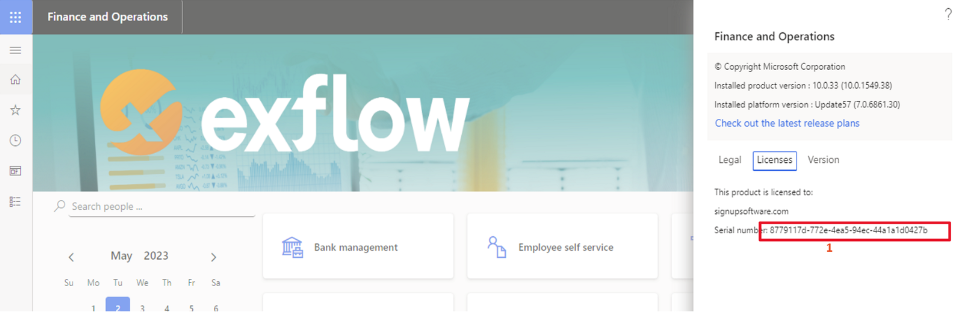 Finance and Operations
?
Finance and Operations
© Copyright Microsoft Corporation
Installed product version : 10.0.33 (10.0.1549.38)
Installed platform version : Update57 (7.0.6861.30)
Check out the latest release plans
Legal Licenses Version
This product is licensed to:
signupsoftware.com
Serial number: 8779117d-772e-4ea5-94ec-44a1a1d0427b
1
exflow
Search people ...
May 2023
Su Mo Tu We Th Fr Sa
1 2 3 4 5 6
Bank management
Employee self service